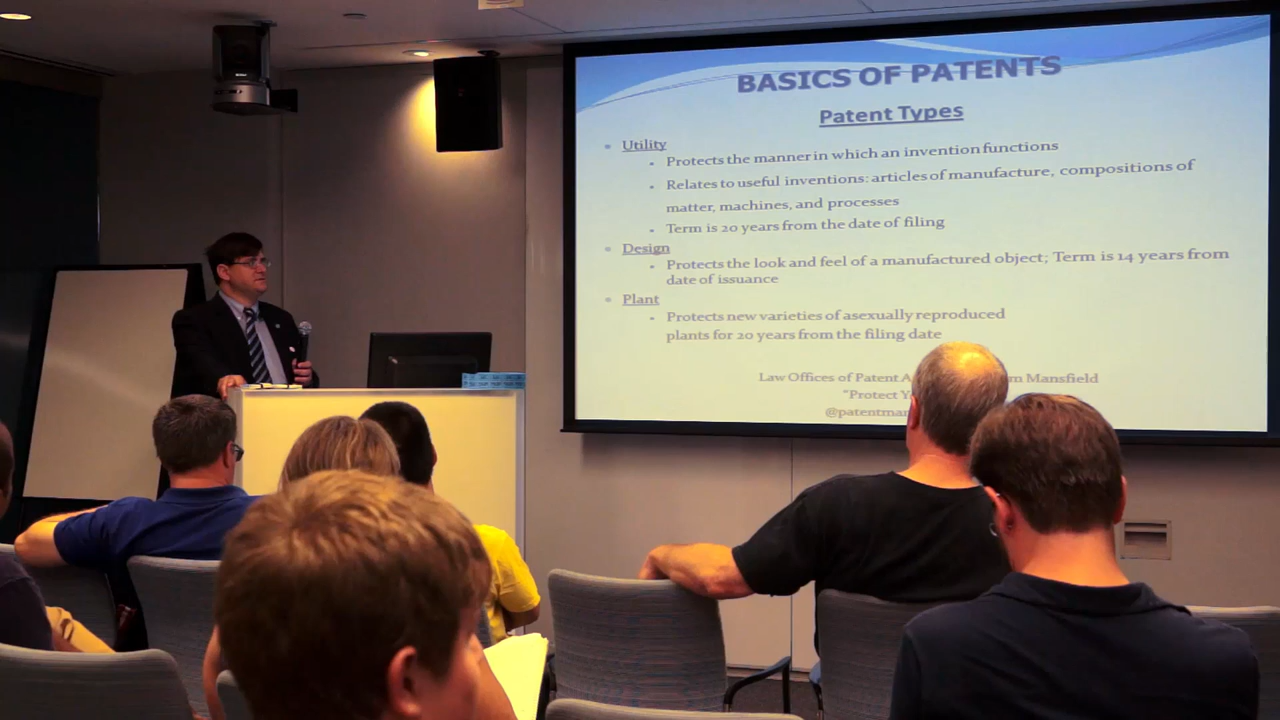 BASICS OF PATENTS
Patent Types
Utility
Protects the manner in which an invention functions
Relates to useful inventions: articles of manufacture, compositions of
matter, machines, and processes
Term is 20 years from the date of filing
Design
Protects the look and feel of a manufactured object; Term is 14 years from
date of issuance
Plant
Protects new varieties of asexually reproduced
plants for 20 years from the filing date
Law Offices of Patent Mansfield
"Protect